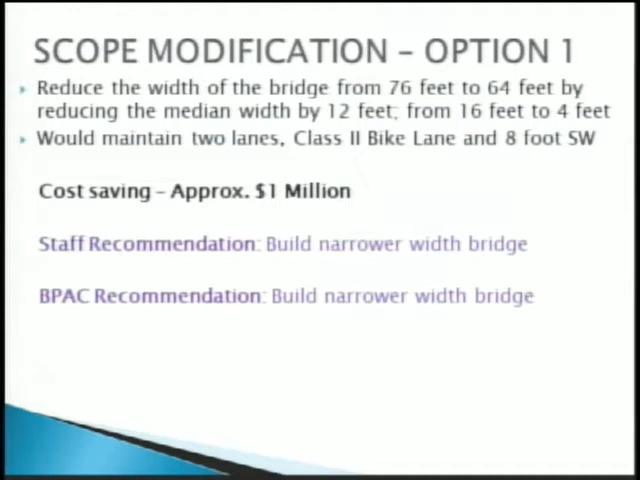 SCOPE MODIFICATION – OPTION 1
Reduce the width of the bridge from 76 feet to 64 feet by
reducing the median width by 12 feet; from 16 feet to 4 feet
Would maintain two lanes, Class II Bike Lane and 8 foot SW
Cost saving – Approx. $1 Million
Staff Recommendation: Build narrower width bridge
BPAC Recommendation: Build narrower width bridge